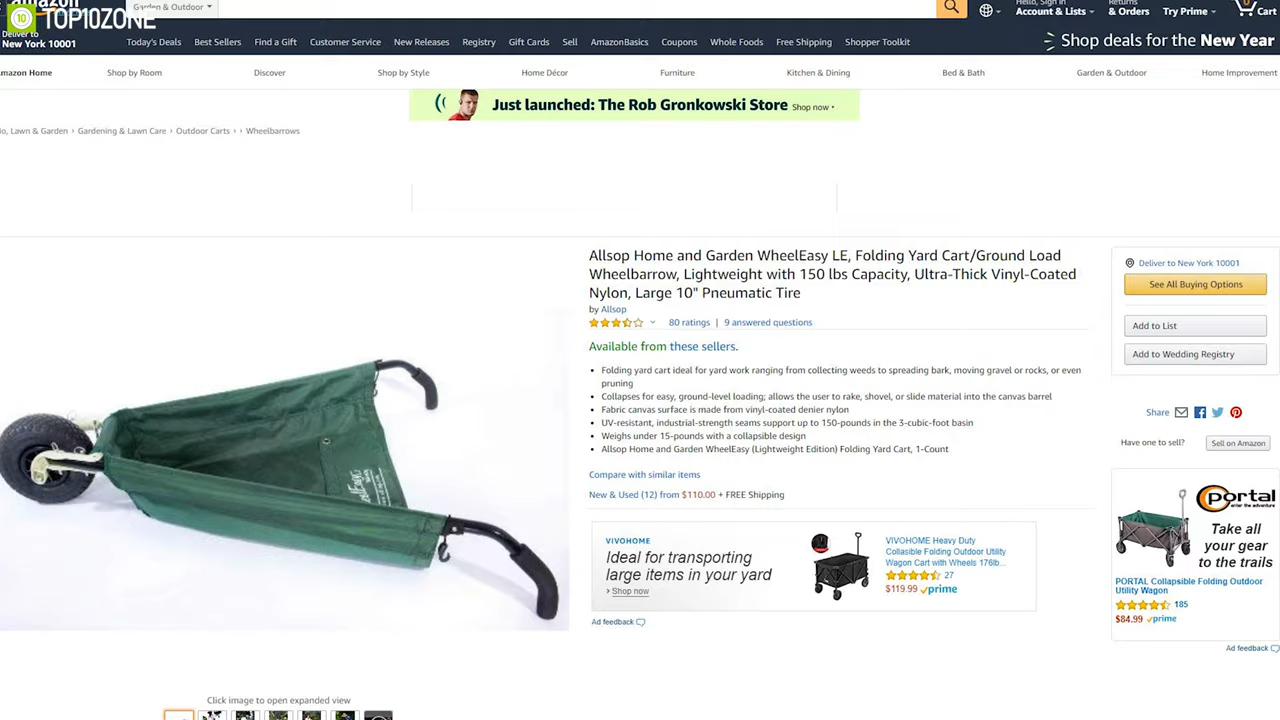 amazon
Garden & Outdoor
10
TOP10ZONE
Hello, Sign in
Account & Lists
Returns
& Orders
Try Prime
0
Cart
Deliver to
New York 10001
Today's Deals
Best Sellers
Find a Gift
Customer Service
New Releases
Registry
Gift Cards
Sell
AmazonBasics
Coupons
Whole Foods
Free Shipping
Shopper Toolkit
Shop deals for the New Year
mazon Home
Shop by Room
Discover
Shop by Style
Home Décor
Furniture
Kitchen & Dining
Bed & Bath
Garden & Outdoor
Home Improvement
Just launched: The Rob Gronkowski Store Shop now
io, Lawn & Garden › Gardening & Lawn Care › Outdoor Carts › › Wheelbarrows
Allsop Home and Garden WheelEasy LE, Folding Yard Cart/Ground Load
Wheelbarrow, Lightweight with 150 lbs Capacity, Ultra-Thick Vinyl-Coated
Nylon, Large 10" Pneumatic Tire
by Allsop
80 ratings | 9 answered questions
Available from these sellers.
• Folding yard cart ideal for yard work ranging from collecting weeds to spreading bark, moving gravel or rocks, or even
pruning
• Collapses for easy, ground-level loading; allows the user to rake, shovel, or slide material into the canvas barrel
• Fabric canvas surface is made from vinyl-coated denier nylon
• UV-resistant, industrial-strength seams support up to 150-pounds in the 3-cubic-foot basin
• Weighs under 15-pounds with a collapsible design
• Allsop Home and Garden WheelEasy (Lightweight Edition) Folding Yard Cart, 1-Count
Compare with similar items
New & Used (12) from $110.00 + FREE Shipping
VIVOHOME
Ideal for transporting
large items in your yard
› Shop now
VIVOHOME Heavy Duty
Collasible Folding Outdoor Utility
Wagon Cart with Wheels 176lb...
27
$119.99 prime
Ad feedback
Deliver to New York 10001
See All Buying Options
Add to List
Add to Wedding Registry
Share
Have one to sell?
Sell on Amazon
portal
enter the adventure
Take all
your gear
to the trails
PORTAL Collapsible Folding Outdoor
Utility Wagon
185
$84.99 prime
Ad feedback
Click image to open expanded view